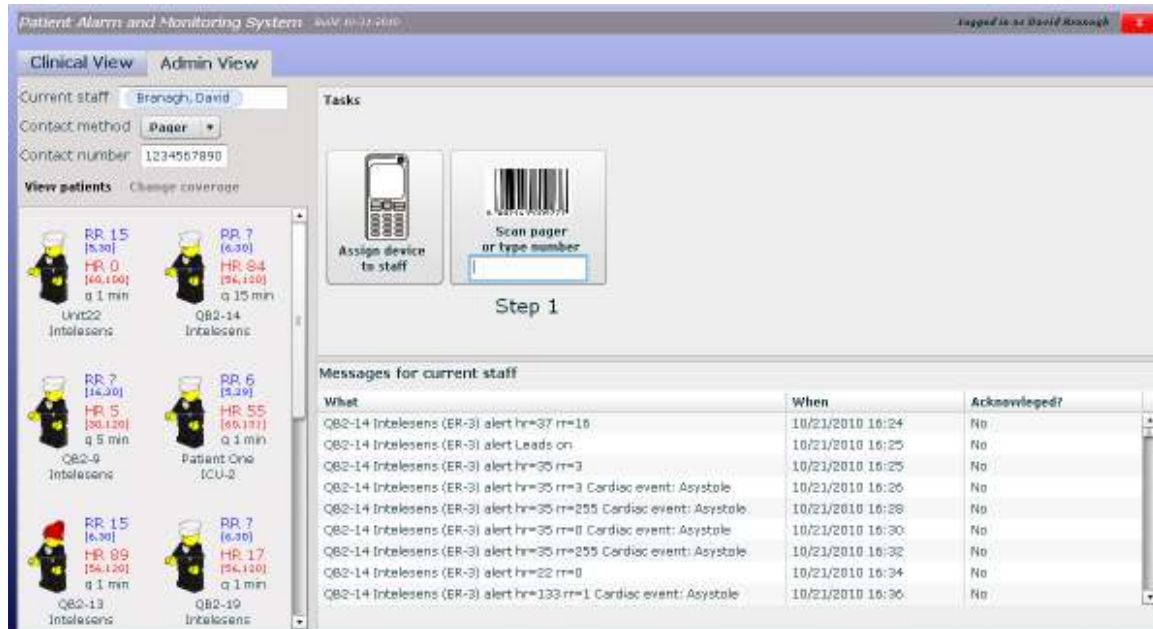 Patient Alarm and Monitoring System
Logged in as David Branagh
Clinical View
Admin View
Current staff
Branagh, David
Contact method
Pager
Contact number
1234567890
View patients
Change coverage
RR 15
[5,30]
HR 0
[60,100]
q 1 min
Unit22
Intelesens
RR ?
[6,30]
HR 84
[56,120]
q 15 min
QB2-14
Intelesens
RR ?
[16,30]
HR 5
[30,120]
q 5 min
QB2-9
Intelesens
RR 6
[5,29]
HR 55
q 1 min
Patient One
ICU-2
RR 15
[6,30]
HR 89
[56,120]
q 1 min
QB2-13
Intelesens
RR ?
[6,30]
HR 17
[56,120]
q 1 min
QB2-19
Intelesens
Tasks
Assign device
to staff
Scan pager
or type number
Step 1
Messages for current staff
What When Acknowleged?
QB2-14 Intelesens (ER-3) alert hr=37 rr=16 10/21/2010 16:24 No
QB2-14 Intelesens (ER-3) alert Leads on 10/21/2010 16:25 No
QB2-14 Intelesens (ER-3) alert hr=35 rr=3 10/21/2010 16:25 No
QB2-14 Intelesens (ER-3) alert hr=35 rr=3 Cardiac event: Asystole 10/21/2010 16:26 No
QB2-14 Intelesens (ER-3) alert hr=35 rr=255 Cardiac event: Asystole 10/21/2010 16:28 No
QB2-14 Intelesens (ER-3) alert hr=35 rr=0 Cardiac event: Asystole 10/21/2010 16:30 No
QB2-14 Intelesens (ER-3) alert hr=35 rr=255 Cardiac event: Asystole 10/21/2010 16:32 No
QB2-14 Intelesens (ER-3) alert hr=22 rr=0 10/21/2010 16:34 No
QB2-14 Intelesens (ER-3) alert hr=133 rr=1 Cardiac event: Asystole 10/21/2010 16:36 No